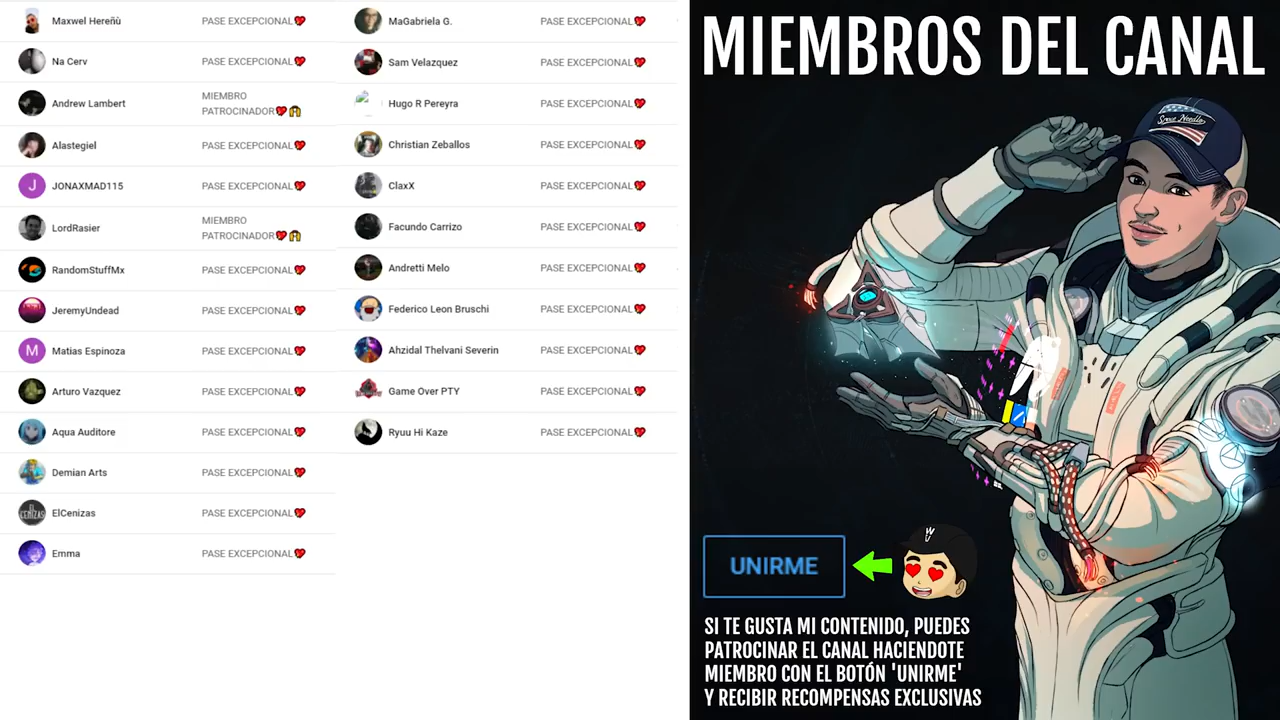 Maxwel Hereñù PASE EXCEPCIONAL
Na Cerv PASE EXCEPCIONAL
Andrew Lambert MIEMBRO
PATROCINADOR
Alastegiel PASE EXCEPCIONAL
J JONAXMAD115 PASE EXCEPCIONAL
LordRasier MIEMBRO
PATROCINADOR
RandomStuffMx PASE EXCEPCIONAL
JeremyUndead PASE EXCEPCIONAL
M Matias Espinoza PASE EXCEPCIONAL
Arturo Vazquez PASE EXCEPCIONAL
Aqua Auditore PASE EXCEPCIONAL
Demian Arts PASE EXCEPCIONAL
EL CENIZAS ElCenizas PASE EXCEPCIONAL
Emma PASE EXCEPCIONAL
MaGabriela G. PASE EXCEPCIONAL
Sam Velazquez PASE EXCEPCIONAL
Hugo R Pereyra PASE EXCEPCIONAL
Christian Zeballos PASE EXCEPCIONAL
ClaxX PASE EXCEPCIONAL
Facundo Carrizo PASE EXCEPCIONAL
Andretti Melo PASE EXCEPCIONAL
Federico Leon Bruschi PASE EXCEPCIONAL
Ahzidal Thelvani Severin PASE EXCEPCIONAL
Game Over PTY PASE EXCEPCIONAL
Ryuu Hi Kaze PASE EXCEPCIONAL
MIEMBROS DEL CANAL
Space Needle
UNIRME
SI TE GUSTA MI CONTENIDO, PUEDES
PATROCINAR EL CANAL HACIENDOTE
MIEMBRO CON EL BOTÓN 'UNIRME'
Y RECIBIR RECOMPENSAS EXCLUSIVAS